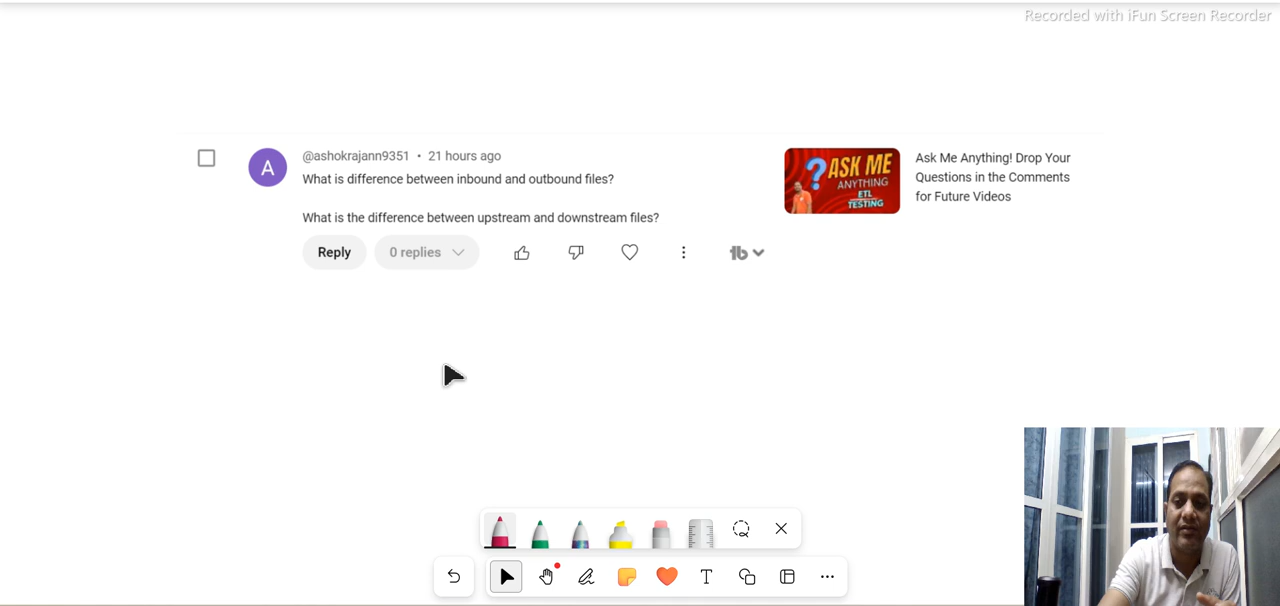 Recorded with iFun Screen Recorder
A
@ashokrajann9351 • 21 hours ago
What is difference between inbound and outbound files?
What is the difference between upstream and downstream files?
Reply
0 replies
? ASK ME
ANYTHING
ETL
TESTING
Ask Me Anything! Drop Your
Questions in the Comments
for Future Videos
T